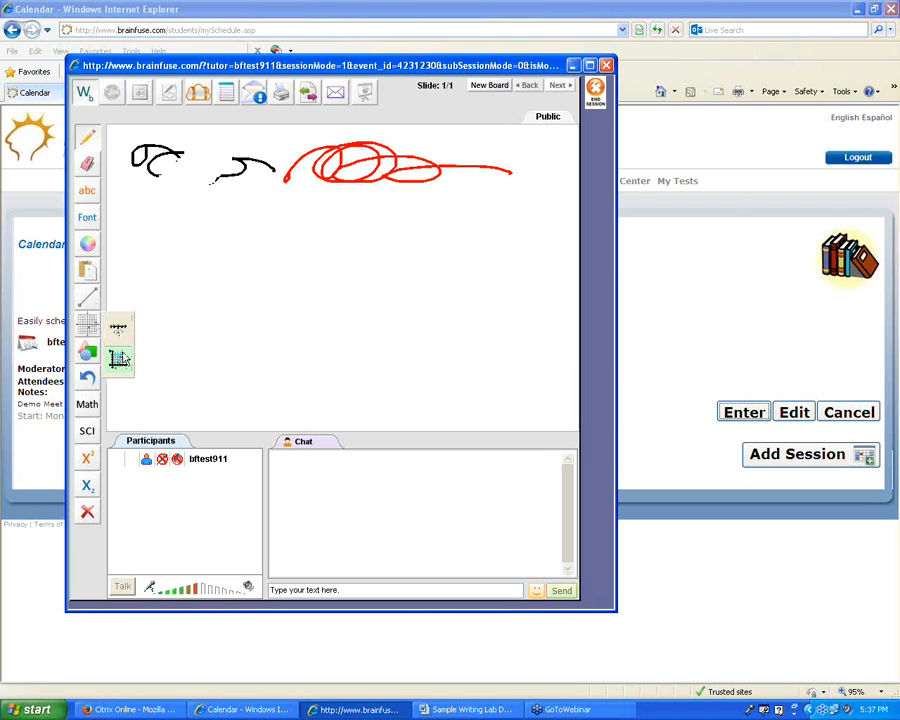 Calendar - Windows Internet Explorer
http://www.brainfuse.com/students/mySchedule.asp
Live Search
File Edit View Favorites Tools Help
Favorites
Calendar
Page Safety Tools
http://www.brainfuse.com/?tutor=bftest911&sessionMode=1&event_id=4231230&subSessionMode=0&isMo...
Wb
Slide: 1/1
New Board
Back
Next
END SESSION
Public
English Español
Logout
Center My Tests
abc
Font
Calendar
Easily sche
bfte
Moderator
Attendees
Notes:
Demo Meet
Start: Mon
Math
SCI
X²
X₂
Enter
Edit
Cancel
Add Session
Participants
Chat
bftest911
Talk
Type your text here.
Send
Privacy | Terms of
Trusted sites
95%
start
Citrix Online - Mozilla ...
Calendar - Windows I...
http://www.brainfus...
Sample Writing Lab D...
GoToWebinar
5:37 PM